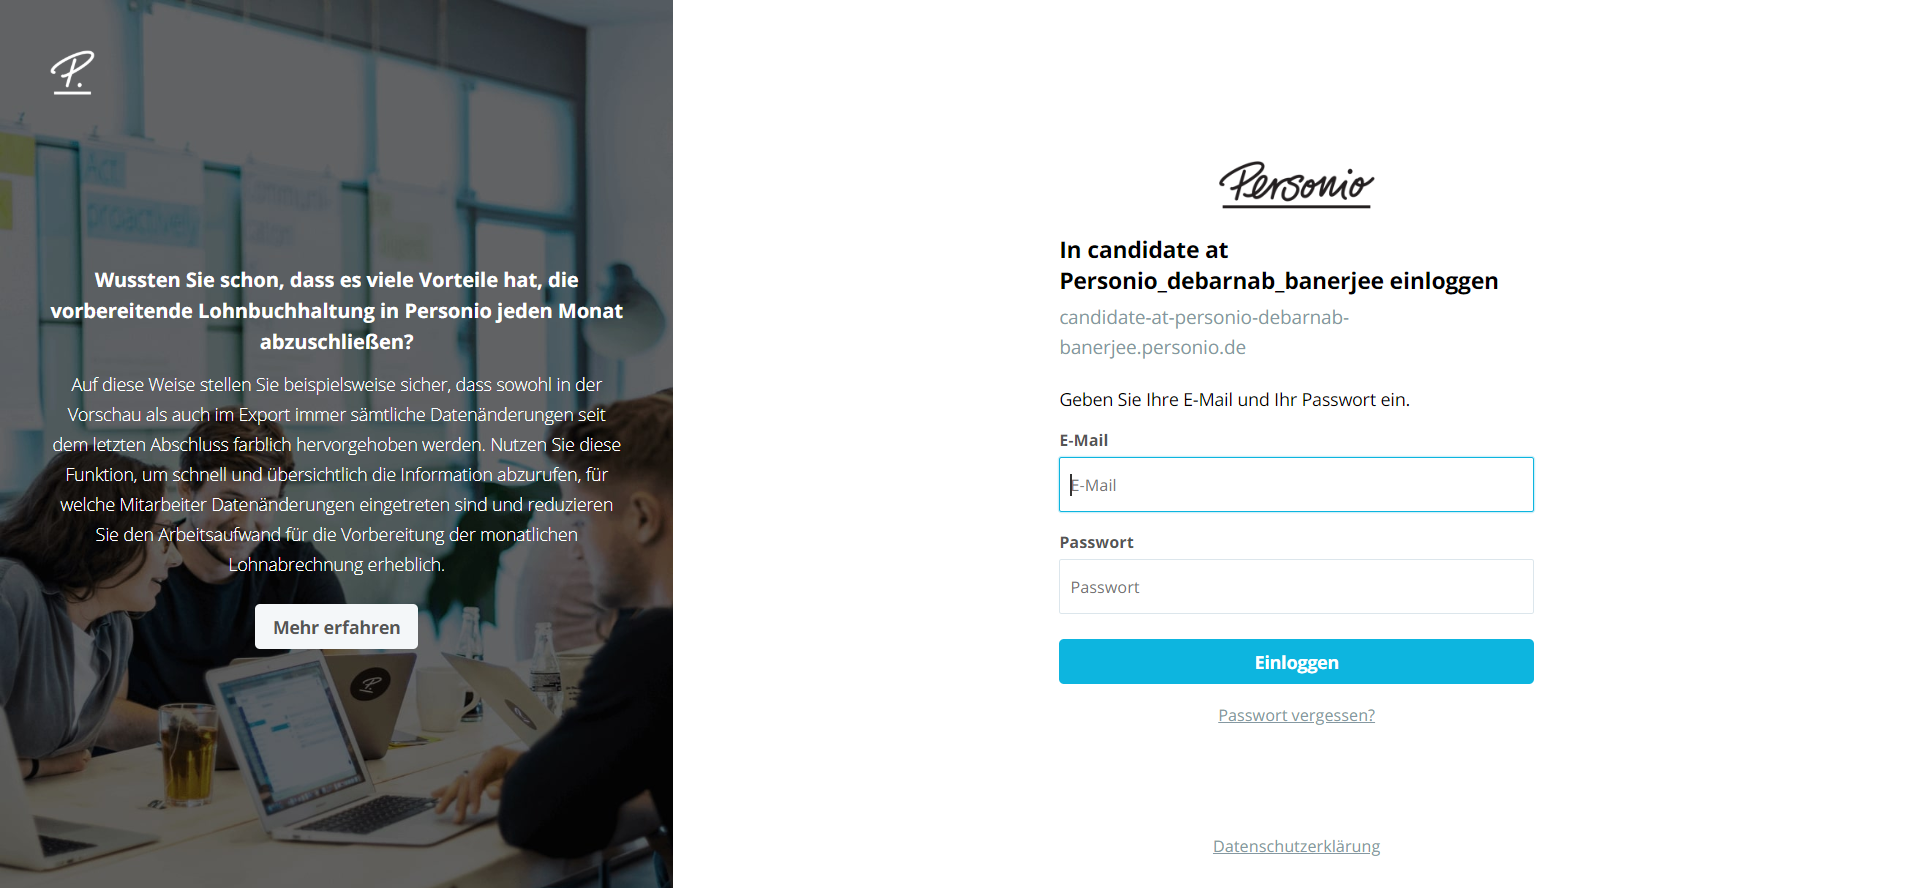 P.
Act
proactively
Wussten Sie schon, dass es viele Vorteile hat, die
vorbereitende Lohnbuchhaltung in Personio jeden Monat
abzuschließen?
Auf diese Weise stellen Sie beispielsweise sicher, dass sowohl in der
Vorschau als auch im Export immer sämtliche Datenänderungen seit
dem letzten Abschluss farblich hervorgehoben werden. Nutzen Sie diese
Funktion, um schnell und übersichtlich die Information abzurufen, für
welche Mitarbeiter Datenänderungen eingetreten sind und reduzieren
Sie den Arbeitsaufwand für die Vorbereitung der monatlichen
Lohnabrechnung erheblich.
Mehr erfahren
P.
Personio
In candidate at
Personio_debarnab_banerjee einloggen
candidate-at-personio-debarnab-
banerjee.personio.de
Geben Sie Ihre E-Mail und Ihr Passwort ein.
E-Mail
E-Mail
Passwort
Passwort
Einloggen
Passwort vergessen?
Datenschutzerklärung